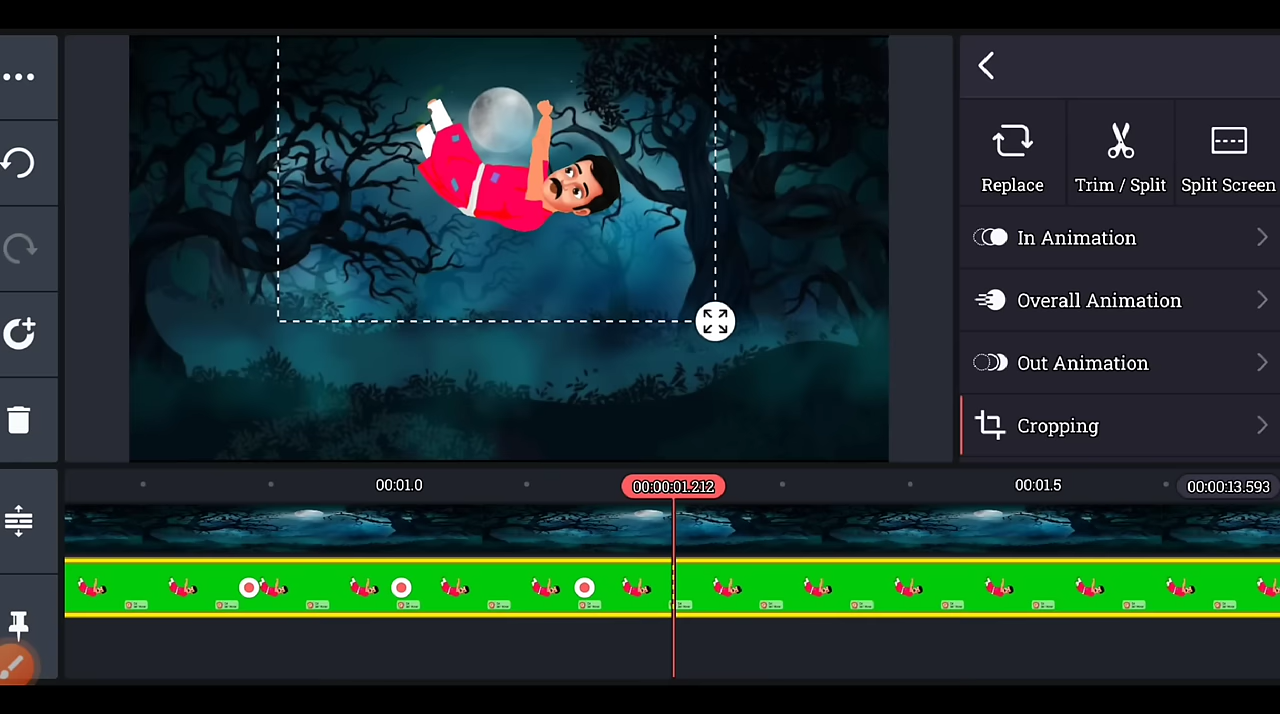 Replace
Trim / Split
Split Screen
In Animation
Overall Animation
Out Animation
Cropping
00:01.0
00:00:01.212
00:01.5
00:00:13.593